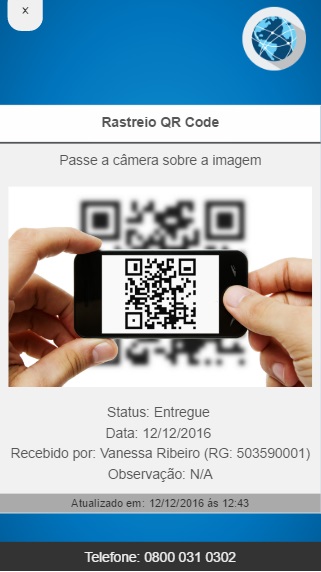 x
Rastreio QR Code
Passe a câmera sobre a imagem
Status: Entregue
Data: 12/12/2016
Recebido por: Vanessa Ribeiro (RG: 503590001)
Observação: N/A
Atualizado em: 12/12/2016 às 12:43
Telefone: 0800 031 0302